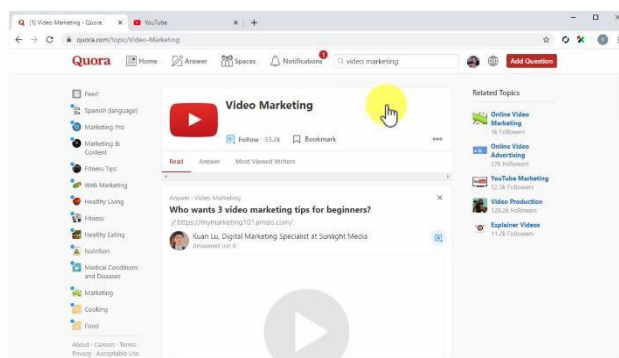 (1) Video Marketing - Quora
YouTube
quora.com/topic/Video-Marketing
Quora
Home
Answer
Spaces
Notifications
video marketing
Add Question
Feed
Spanish (language)
Marketing Pro
Marketing &
Content
Fitness Tips
Web Marketing
Healthy Living
Fitness
Healthy Eating
Nutrition
Medical Conditions
and Diseases
Marketing
Cooking
Food
About · Careers · Terms ·
Privacy · Acceptable Use
Video Marketing
Follow · 33.2k
Bookmark
Read
Answer
Most Viewed Writers
Answer · Video Marketing
Who wants 3 video marketing tips for beginners?
https://mymarketing101.jimdo.com/
Kuan Lu, Digital Marketing Specialist at Sunlight Media
Answered Jun 6
Related Topics
Online Video
Marketing
1k Followers
Online Video
Advertising
27k Followers
YouTube Marketing
52.3k Followers
Video Production
120.2k Followers
Explainer Videos
11.2k Followers